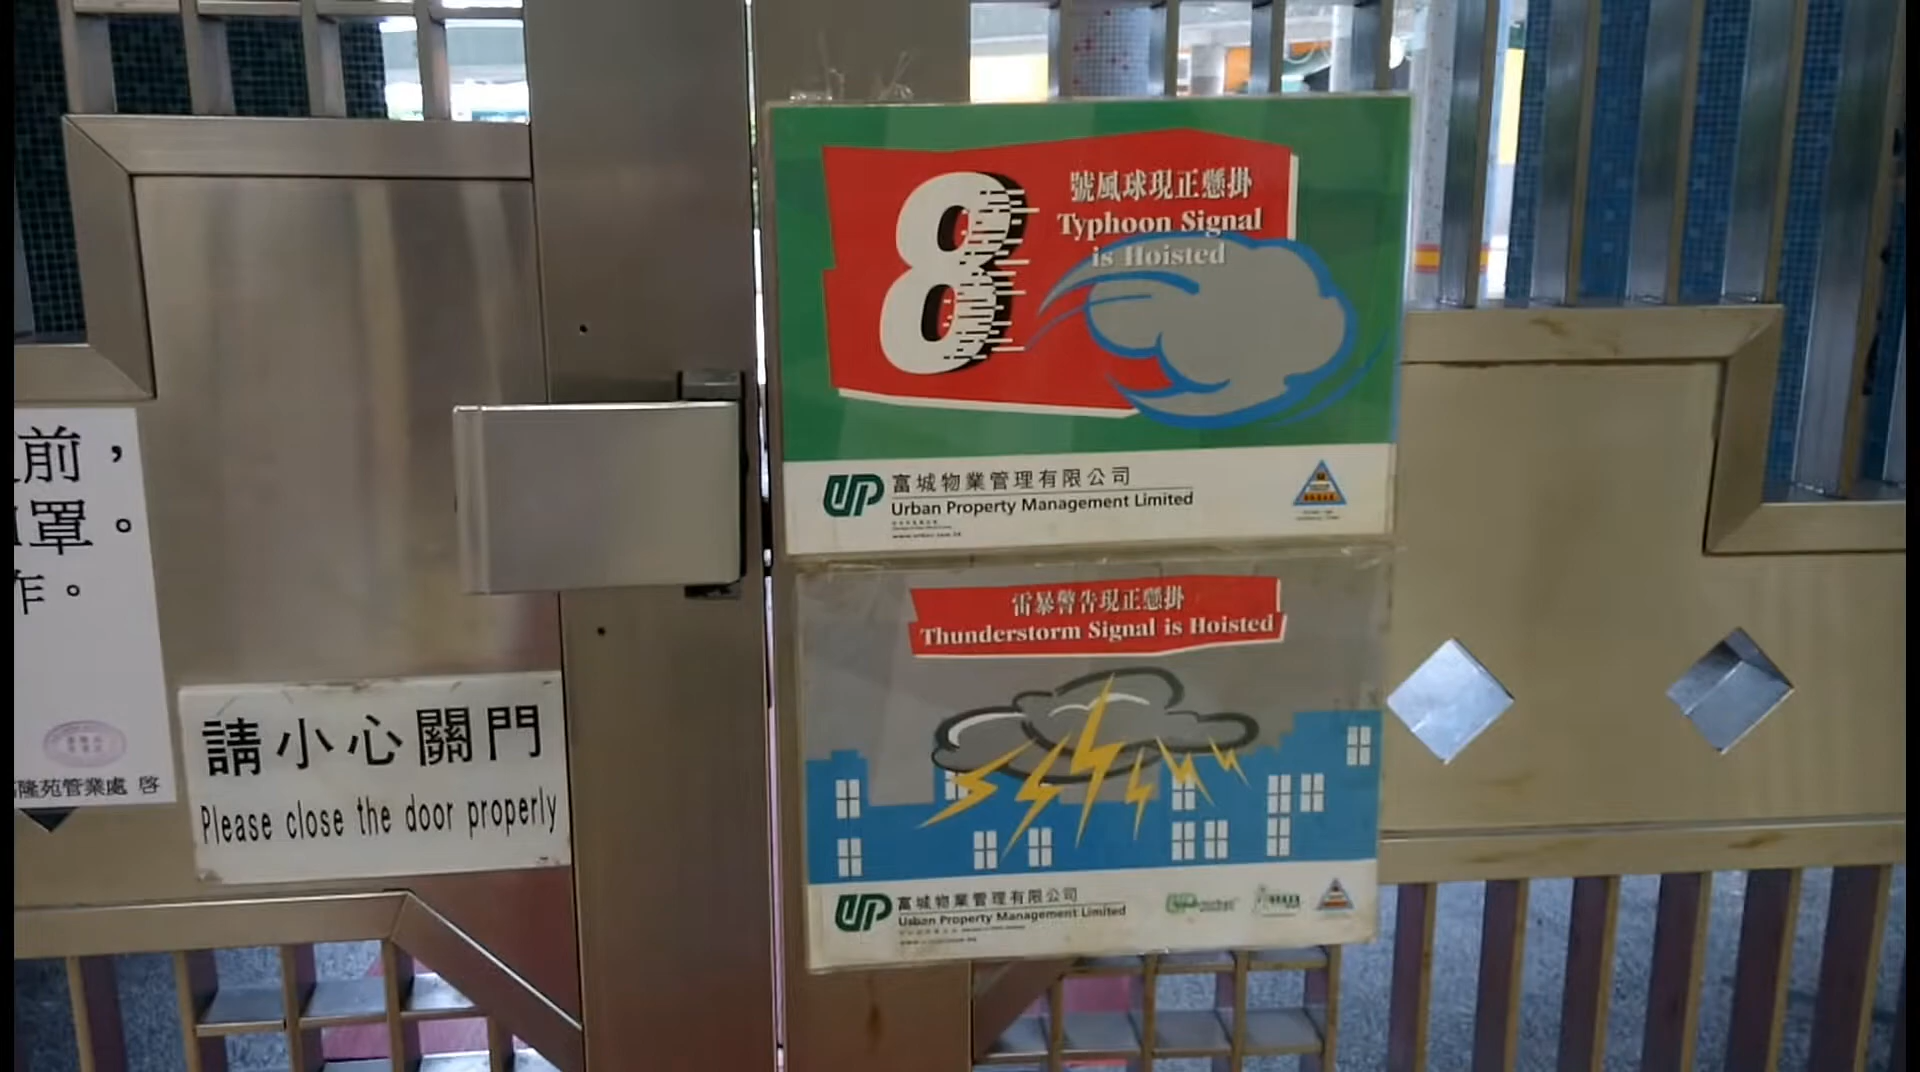 前，
罩。
作。
隆苑管業處 啓
請小心關門
Please close the door properly
8
號風球現正懸掛
Typhoon Signal
is Hoisted
UP
富城物業管理有限公司
Urban Property Management Limited
雷暴警告現正懸掛
Thunderstorm Signal is Hoisted
UP
富城物業管理有限公司
Urban Property Management Limited